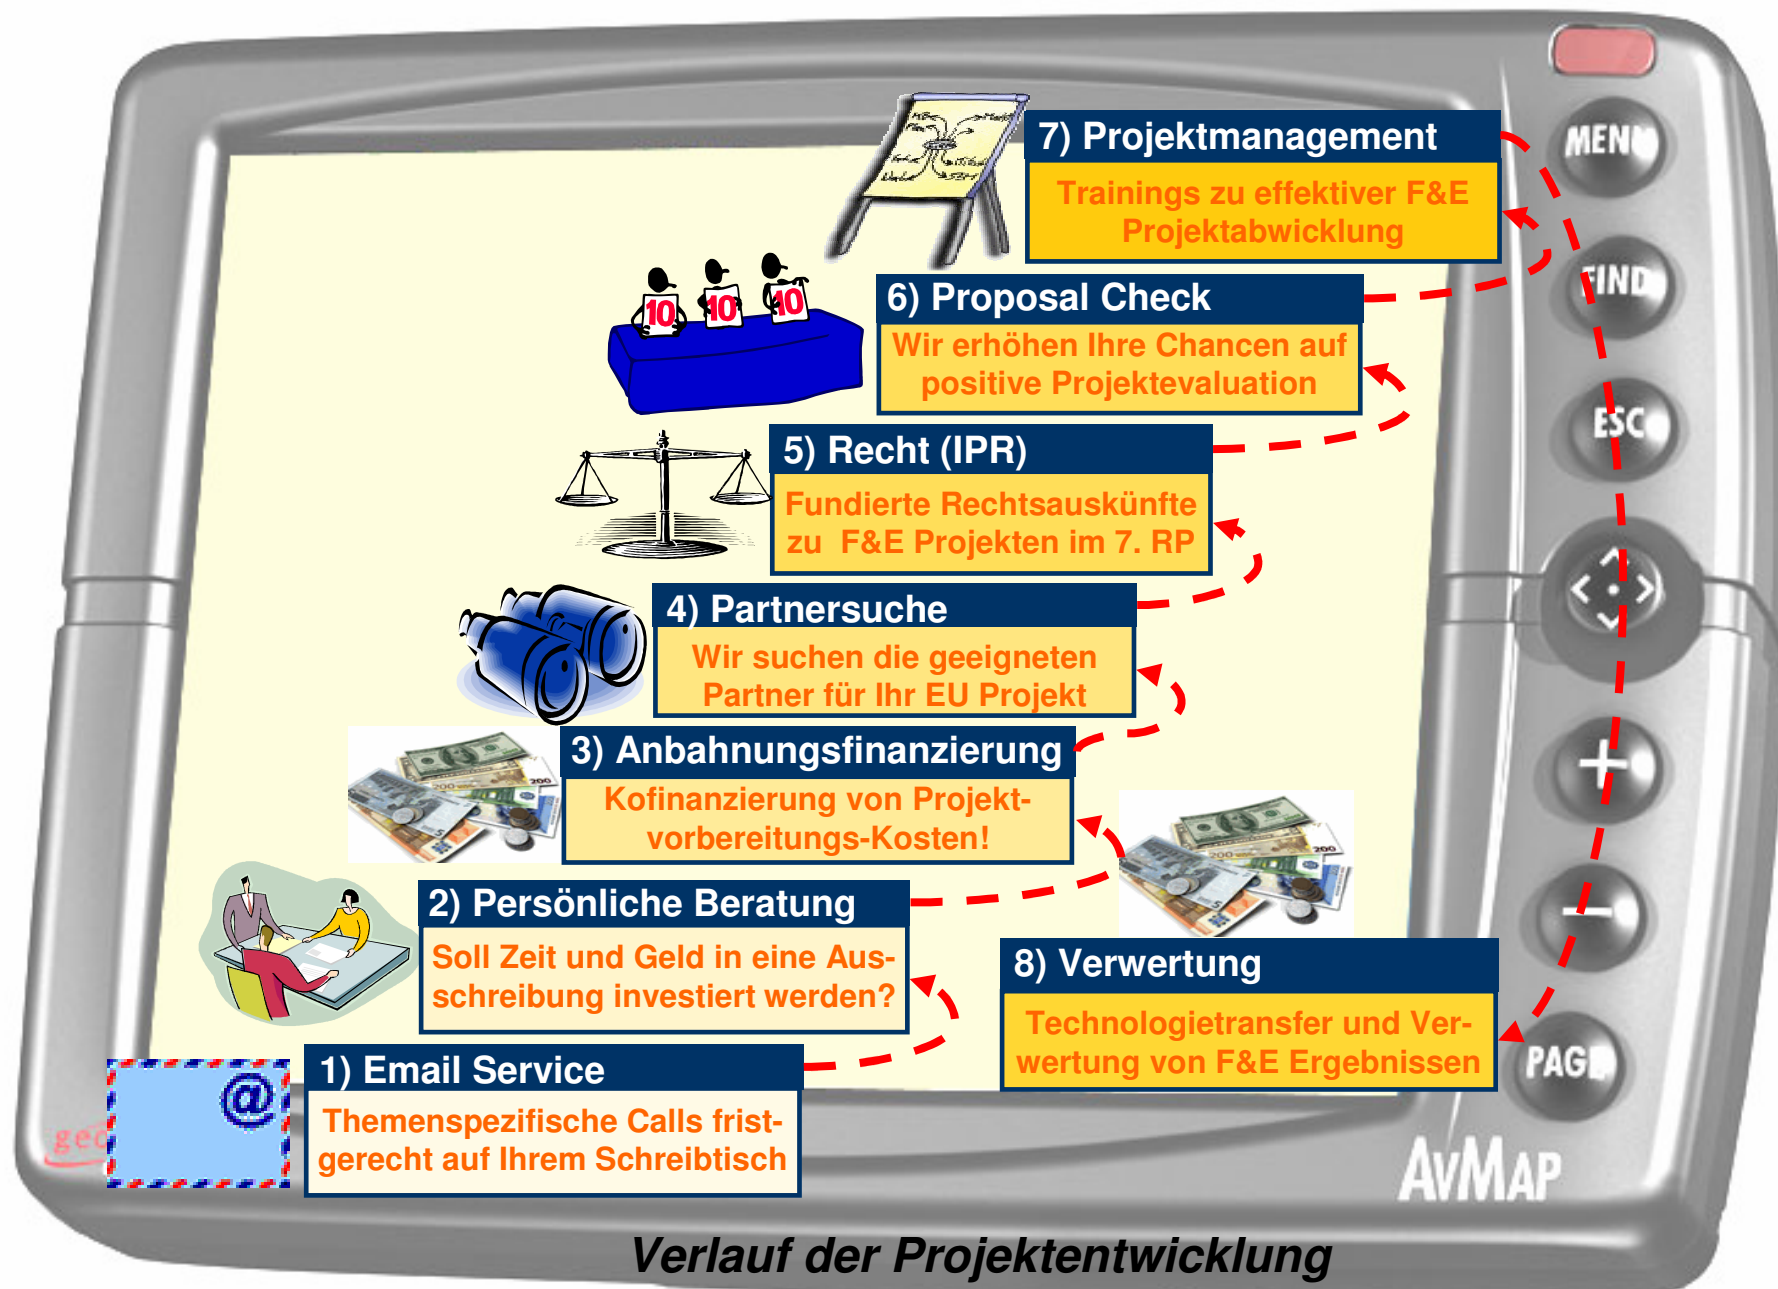 7) Projektmanagement
Trainings zu effektiver F&E
Projektabwicklung
6) Proposal Check
Wir erhöhen Ihre Chancen auf
positive Projektevaluation
10 10 10
5) Recht (IPR)
Fundierte Rechtsauskünfte
zu F&E Projekten im 7. RP
4) Partnersuche
Wir suchen die geeigneten
Partner für Ihr EU Projekt
3) Anbahnungsfinanzierung
Kofinanzierung von Projekt-
vorbereitungs-Kosten!
2) Persönliche Beratung
Soll Zeit und Geld in eine Aus-
schreibung investiert werden?
1) Email Service
Themenspezifische Calls frist-
gerecht auf Ihrem Schreibtisch
@
8) Verwertung
Technologietransfer und Ver-
wertung von F&E Ergebnissen
MENU
FIND
ESC
+
-
PAGE
geo
AVMAP
Verlauf der Projektentwicklung